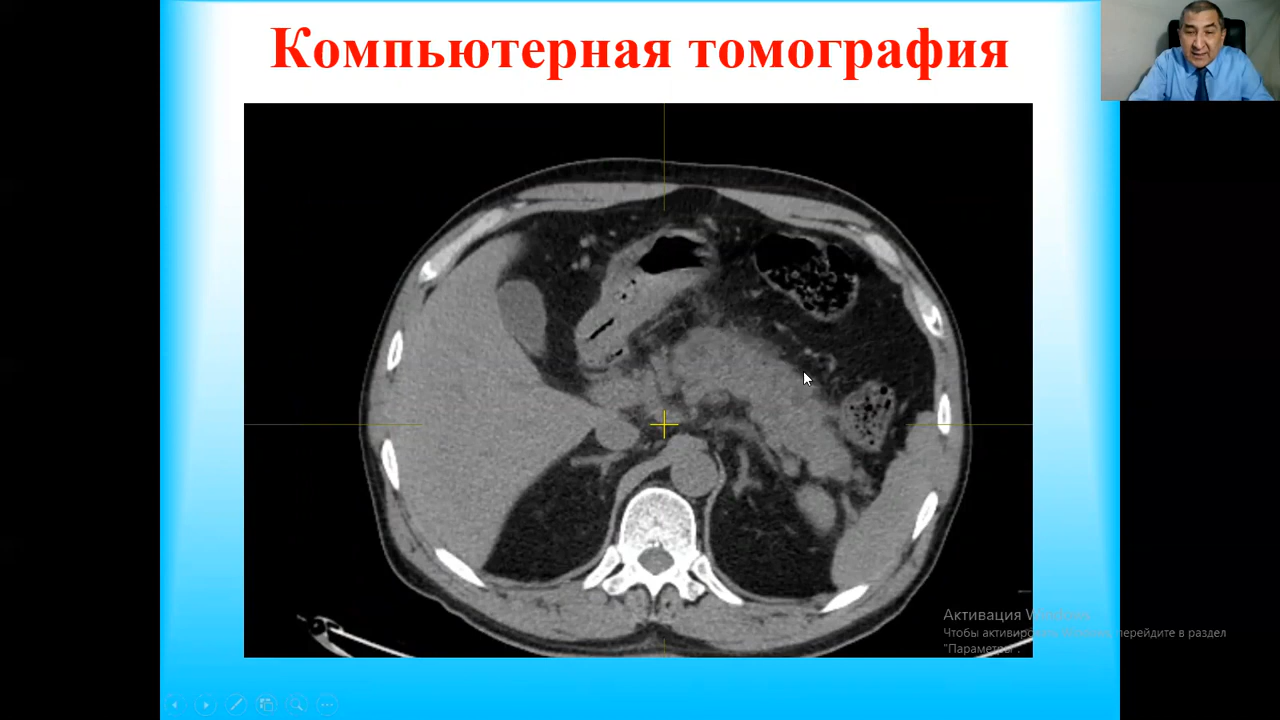 Компьютерная томография
Активация Windows
Чтобы активировать Windows, перейдите в раздел
"Параметры".